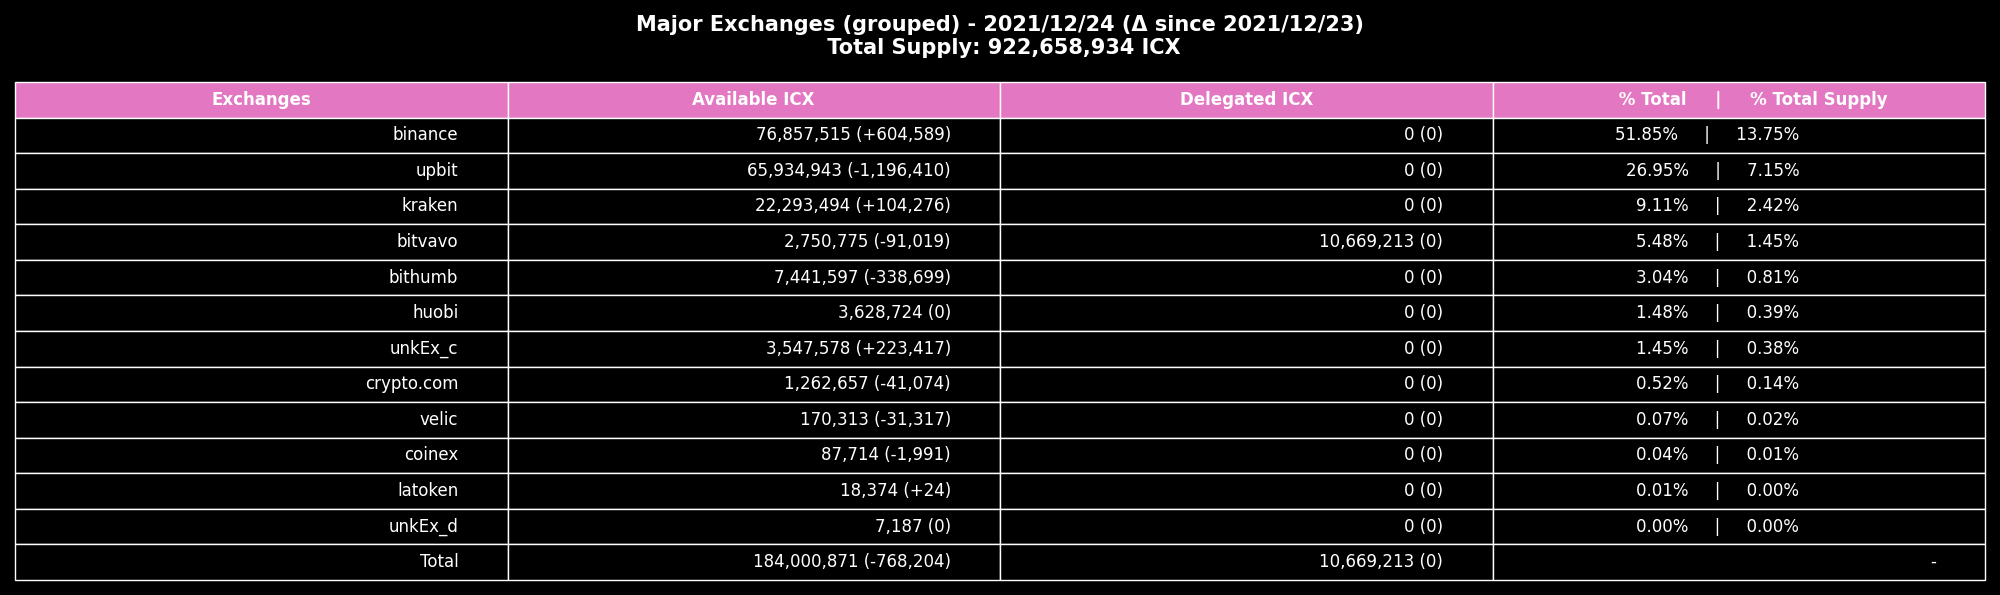 Major Exchanges (grouped) - 2021/12/24 (Δ since 2021/12/23)
Total Supply: 922,658,934 ICX
Exchanges Available ICX Delegated ICX % Total | % Total Supply
binance 76,857,515 (+604,589) 0 (0) 51.85% | 13.75%
upbit 65,934,943 (-1,196,410) 0 (0) 26.95% | 7.15%
kraken 22,293,494 (+104,276) 0 (0) 9.11% | 2.42%
bitvavo 2,750,775 (-91,019) 10,669,213 (0) 5.48% | 1.45%
bithumb 7,441,597 (-338,699) 0 (0) 3.04% | 0.81%
huobi 3,628,724 (0) 0 (0) 1.48% | 0.39%
unkEx_c 3,547,578 (+223,417) 0 (0) 1.45% | 0.38%
crypto.com 1,262,657 (-41,074) 0 (0) 0.52% | 0.14%
velic 170,313 (-31,317) 0 (0) 0.07% | 0.02%
coinex 87,714 (-1,991) 0 (0) 0.04% | 0.01%
latoken 18,374 (+24) 0 (0) 0.01% | 0.00%
unkEx_d 7,187 (0) 0 (0) 0.00% | 0.00%
Total 184,000,871 (-768,204) 10,669,213 (0) -